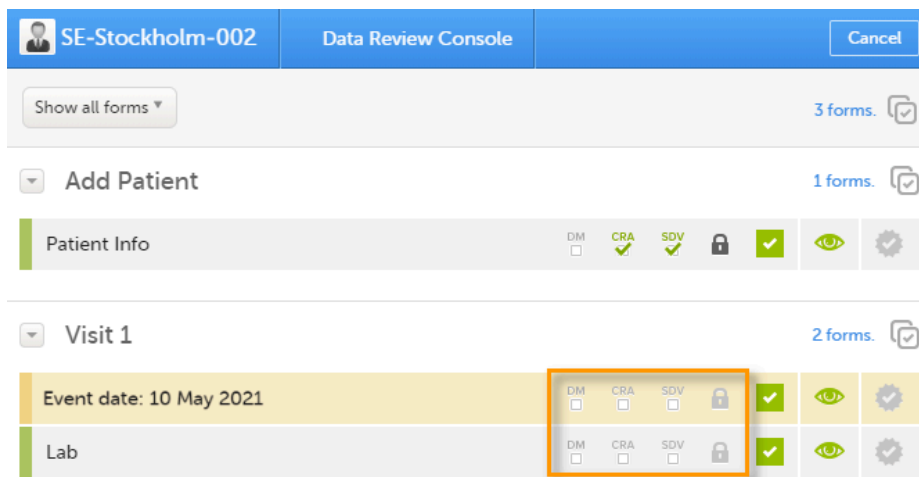 SE-Stockholm-002 Data Review Console Cancel
Show all forms 3 forms.
Add Patient 1 forms.
Patient Info DM CRA SDV
Visit 1 2 forms.
Event date: 10 May 2021 DM CRA SDV
Lab DM CRA SDV